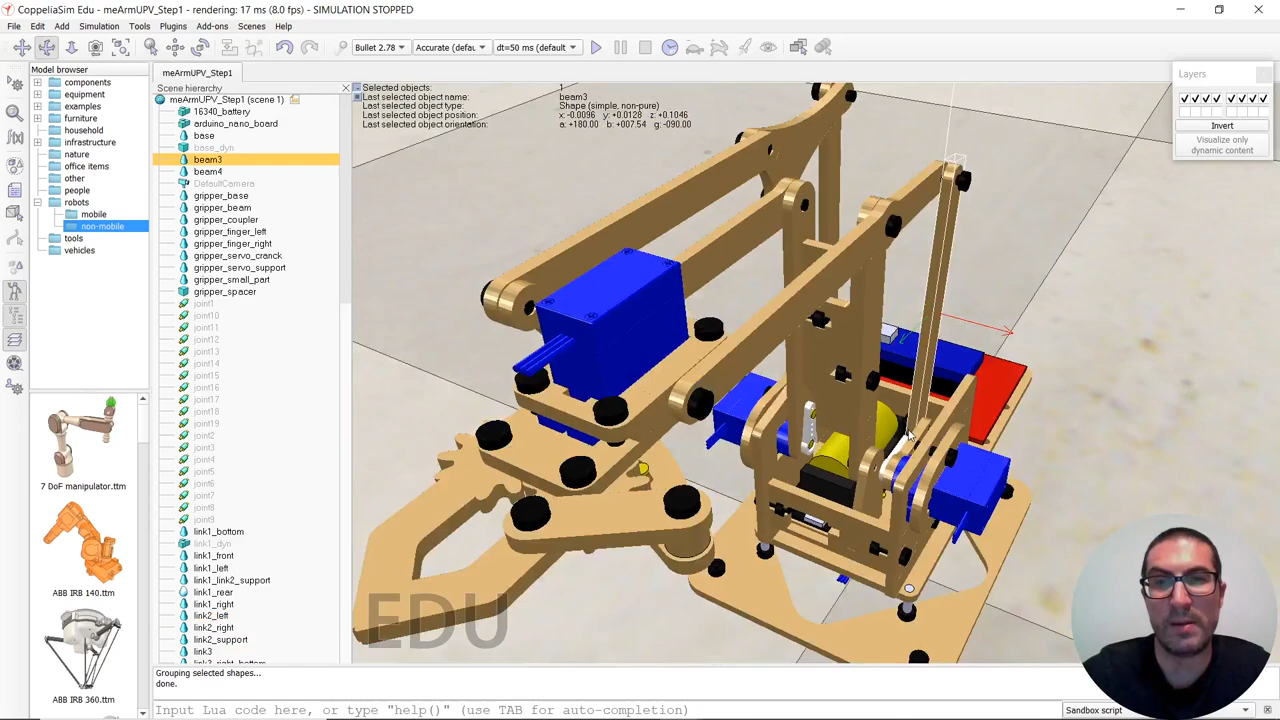 CoppeliaSim Edu - meArmUPV_Step1 - rendering: 17 ms (8.0 fps) - SIMULATION STOPPED
File Edit Add Simulation Tools Plugins Add-ons Scenes Help
Bullet 2.78 Accurate (defau dt=50 ms (default)
Model browser
components
equipment
examples
furniture
household
infrastructure
nature
office items
other
people
robots
mobile
non-mobile
tools
vehicles
7 DoF manipulator.ttm
ABB IRB 140.ttm
ABB IRB 360.ttm
meArmUPV_Step1
Scene hierarchy
meArmUPV_Step1 (scene 1)
16340_battery
arduino_nano_board
base
base_dyn
beam3
beam4
DefaultCamera
gripper_base
gripper_beam
gripper_coupler
gripper_finger_left
gripper_finger_right
gripper_servo_cranck
gripper_servo_support
gripper_small_part
gripper_spacer
joint1
joint10
joint11
joint12
joint13
joint14
joint15
joint16
joint17
joint18
joint19
joint2
joint3
joint4
joint5
joint6
joint7
joint8
joint9
link1_bottom
link1_dyn
link1_front
link1_left
link1_link2_support
link1_rear
link1_right
link2_left
link2_right
link2_support
link3
link3_right_bottom
Selected objects: 1
Last selected object name: beam3
Last selected object type: Shape (simple, non-pure)
Last selected object position: x: -0.0096 y: +0.0128 z: +0.1046
Last selected object orientation: a: +180.00 b: +007.54 g: -090.00
EDU
Layers
Invert
Visualize only
dynamic content
Grouping selected shapes...
done.
Input Lua code here, or type "help()" (use TAB for auto-completion)
Sandbox script